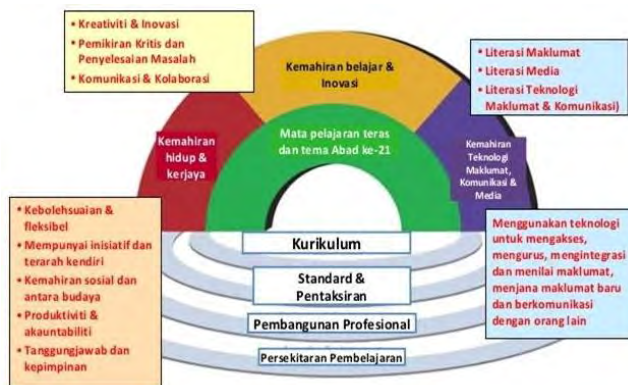 • Kreativiti & Inovasi
• Pemikiran Kritis dan
Penyelesaian Masalah
• Komunikasi & Kolaborasi
Kemahiran belajar &
Inovasi
• Literasi Maklumat
• Literasi Media
• Literasi Teknologi
Maklumat & Komunikasi)
Kemahiran
hidup &
kerjaya
Mata pelajaran teras
dan tema Abad ke-21
Kemahiran
Teknologi
Maklumat,
Komunikasi &
Media
• Kebolehsuaian &
fleksibel
• Mempunyai inisiatif dan
terarah kendiri
• Kemahiran sosial dan
antara budaya
• Produktiviti &
akauntabiliti
• Tanggungjawab dan
kepimpinan
Kurikulum
Standard &
Pentaksiran
Pembangunan Profesional
Persekitaran Pembelajaran
Menggunakan teknologi
untuk mengakses,
mengurus, mengintegrasi
dan menilai maklumat,
menjana maklumat baru
dan berkomunikasi
dengan orang lain